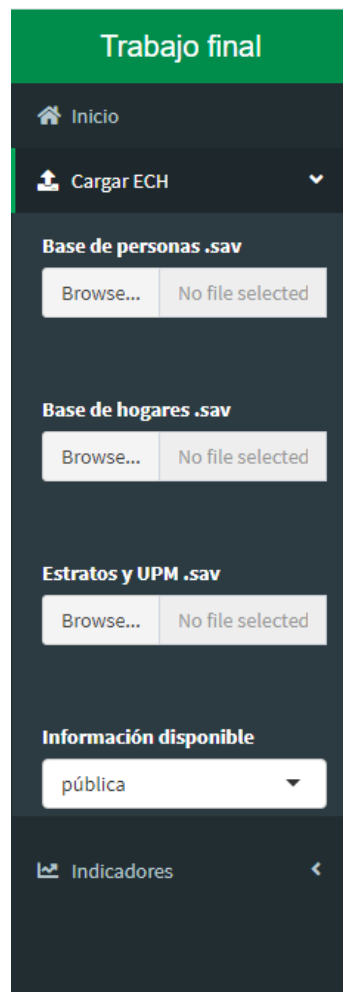 Trabajo final
Inicio
Cargar ECH
Base de personas .sav
Browse... No file selected
Base de hogares .sav
Browse... No file selected
Estratos y UPM .sav
Browse... No file selected
Información disponible
pública
Indicadores